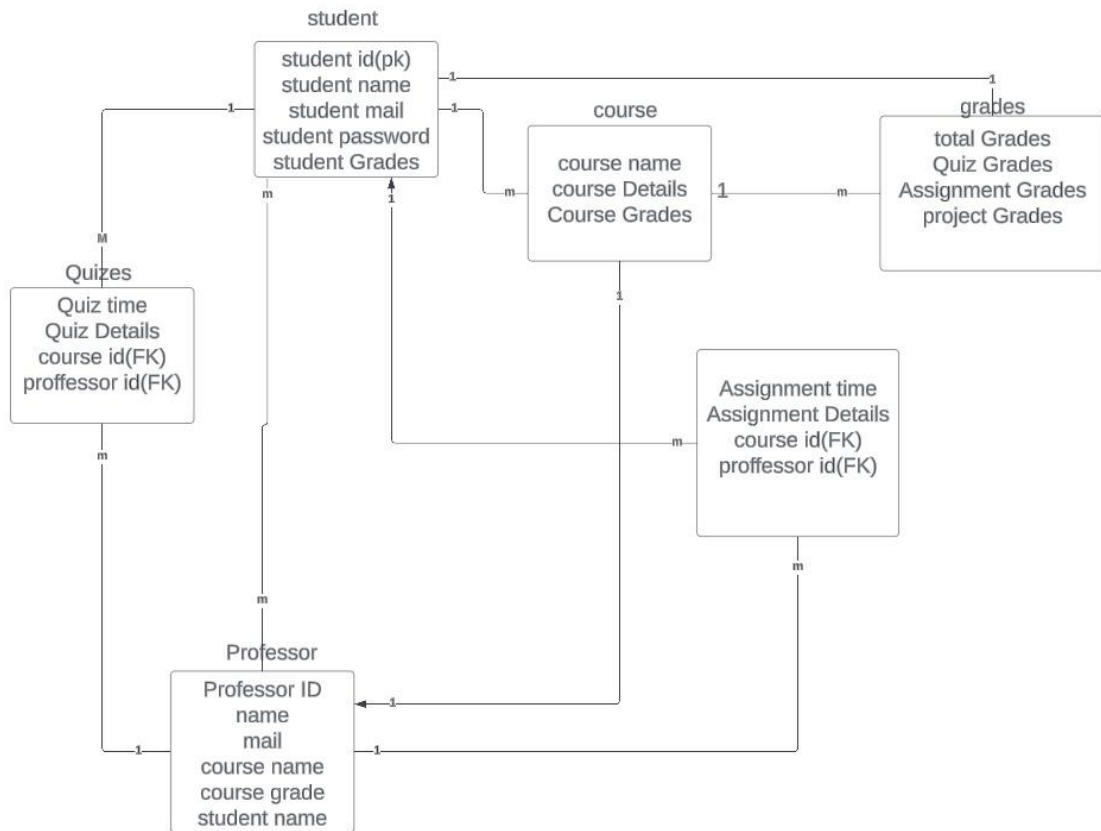 student
student id(pk)
student name
student mail
student password
student Grades
1
1
1
m
1
course
course name
course Details
Course Grades
m
1
1
grades
total Grades
Quiz Grades
Assignment Grades
project Grades
1
m
M
Quizes
Quiz time
Quiz Details
course id(FK)
proffessor id(FK)
m
Assignment time
Assignment Details
course id(FK)
proffessor id(FK)
m
m
m
Professor
Professor ID
name
mail
course name
course grade
student name
1
1
1